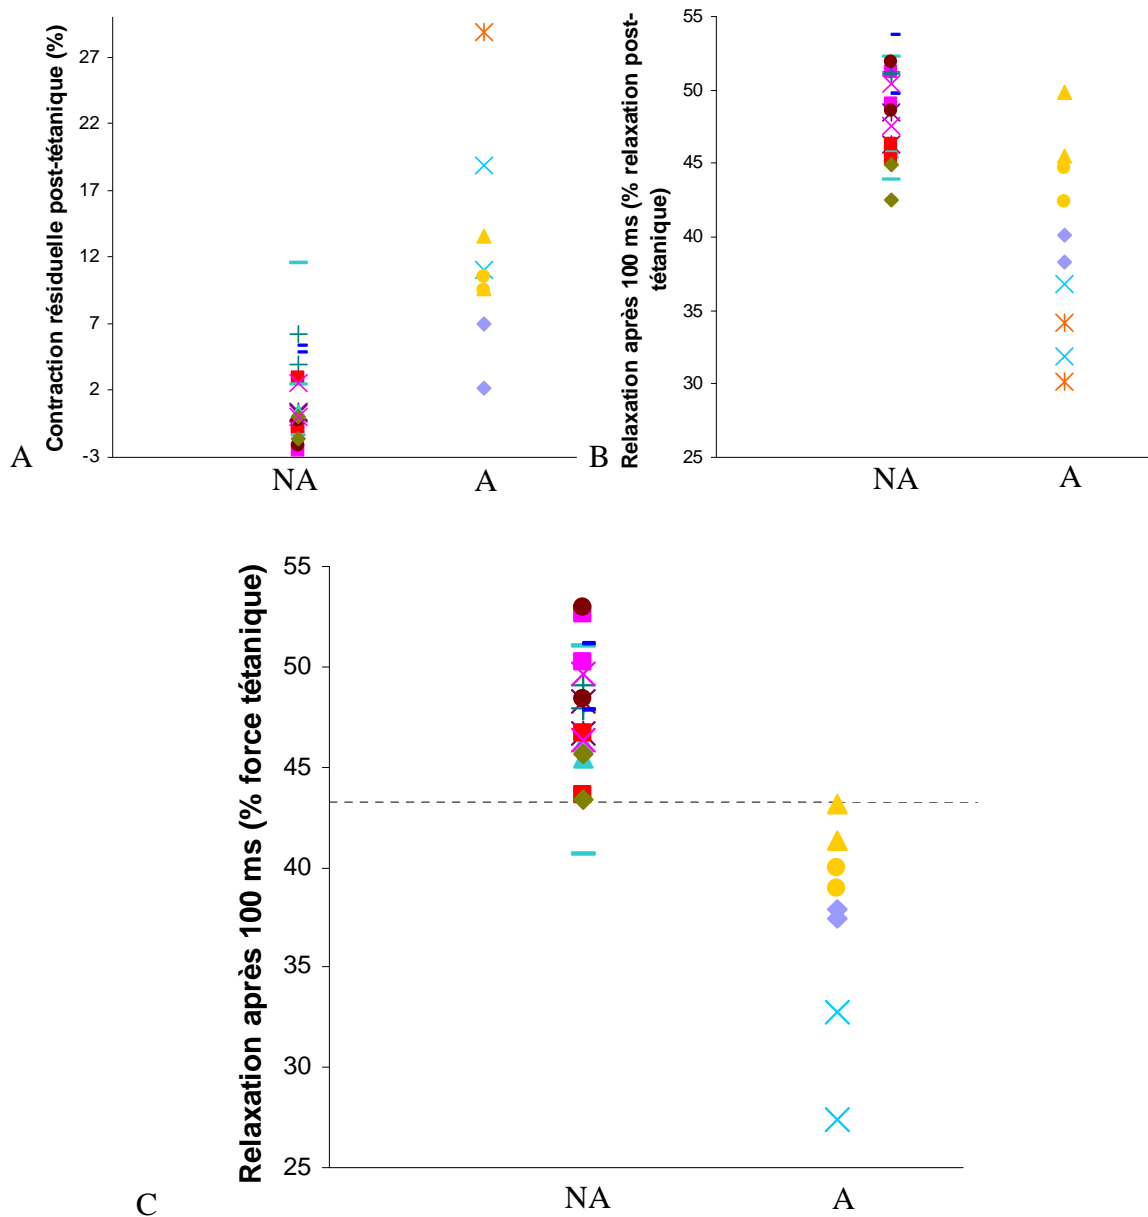 Contraction résiduelle post-tétanique (%)
27
22
17
12
7
2
-3
NA
A
A
Relaxation après 100 ms (% relaxation post-
tétanique)
55
50
45
40
35
30
25
NA
A
B
Relaxation après 100 ms (% force tétanique)
55
50
45
40
35
30
25
NA
A
C